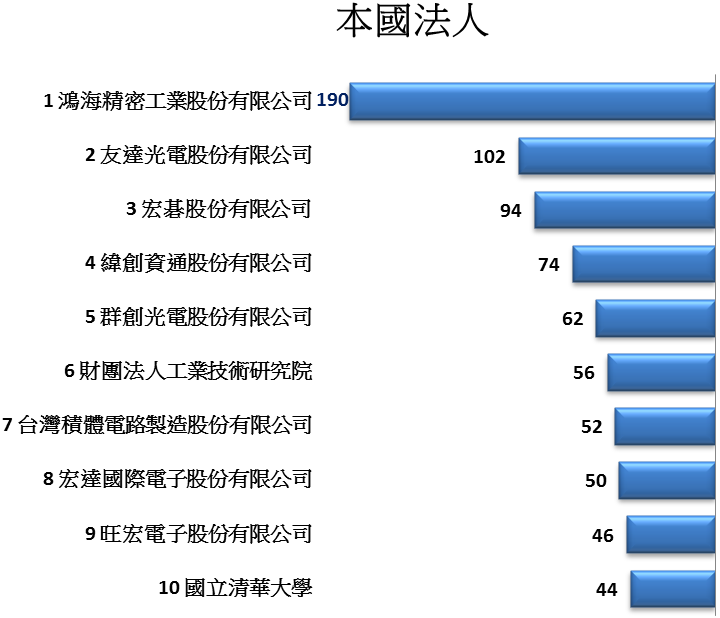 本國法人
1 鴻海精密工業股份有限公司 190
2 友達光電股份有限公司 102
3 宏碁股份有限公司 94
4 緯創資通股份有限公司 74
5 群創光電股份有限公司 62
6 財團法人工業技術研究院 56
7 台灣積體電路製造股份有限公司 52
8 宏達國際電子股份有限公司 50
9 旺宏電子股份有限公司 46
10 國立清華大學 44